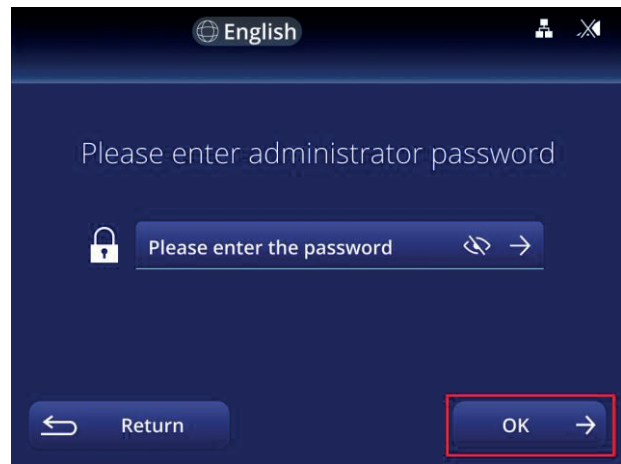 English
Please enter administrator password
Please enter the password
Return
OK